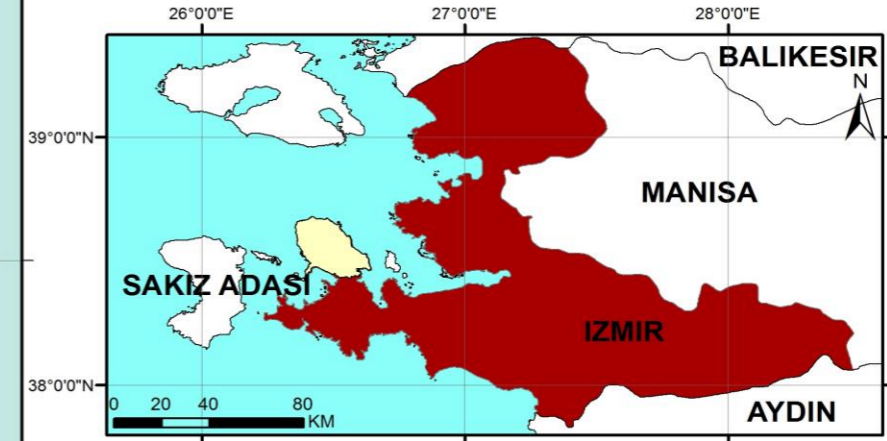 26°0'0"E 27°0'0"E 28°0'0"E
BALIKESIR
N
39°0'0"N
MANISA
SAKIZ ADASI
IZMIR
38°0'0"N
0 20 40 80
KM
AYDIN